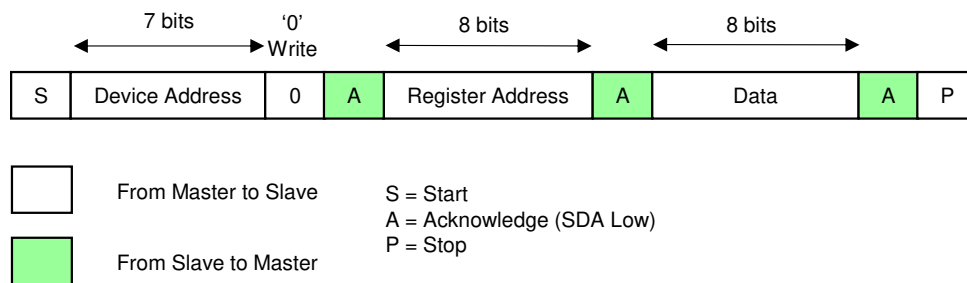 7 bits ‘0’ 8 bits 8 bits
Write
S Device Address 0 A Register Address A Data A P
From Master to Slave
S = Start
A = Acknowledge (SDA Low)
P = Stop
From Slave to Master